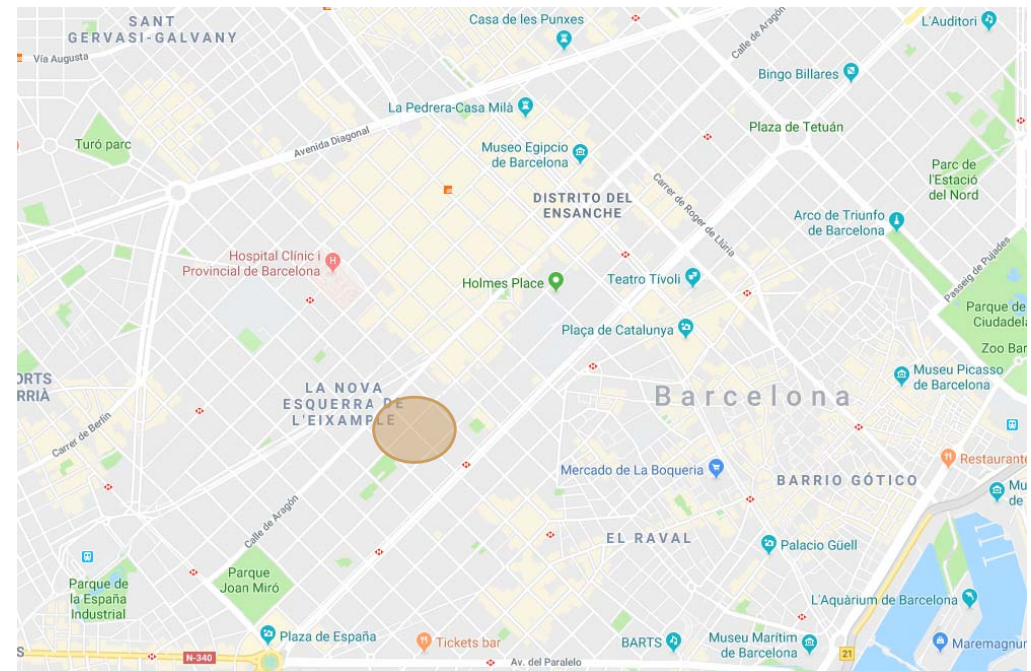 SANT
GERVASI-GALVANY
Casa de les Punxes
L'Auditori
Calle de Aragón
Vía Augusta
Bingo Billares
La Pedrera-Casa Milà
Plaza de Tetuán
Avenida Diagonal
Turó parc
Museo Egipcio
de Barcelona
Parc de
l'Estació
del Nord
DISTRITO DEL
ENSANCHE
Carrer de Roger de Llúria
Arco de Triunfo
de Barcelona
Hospital Clínic i
Provincial de Barcelona
Passeig de Pujades
Holmes Place
Teatro Tívoli
Parque de
Ciudadela
Plaça de Catalunya
Zoo Bar
ORTS
RRIÀ
LA NOVA
ESQUERRA DE
L'EIXAMPLE
Museu Picasso
de Barcelona
Barcelona
Carrer de Berlín
Restaurante
Mercado de La Boqueria
BARRIO GÓTICO
Mu
de
Calle de Aragón
EL RAVAL
Palacio Güell
Parque de
la España
Industrial
Parque
Joan Miró
L'Aquàrium de Barcelona
Plaza de España
Tickets bar
BARTS
Museu Marítim
de Barcelona
Maremagnum
S
N-340
Av. del Paralelo
21